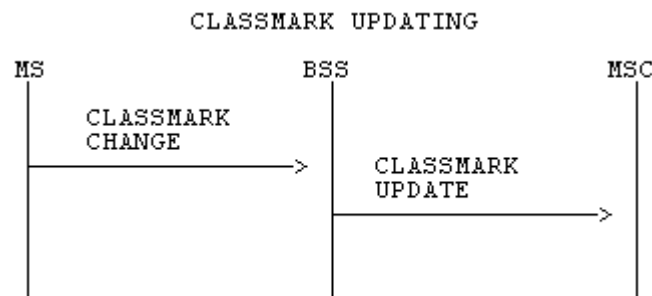 CLASSMARK UPDATING
MS BSS MSC
CLASSMARK
CHANGE
CLASSMARK
UPDATE